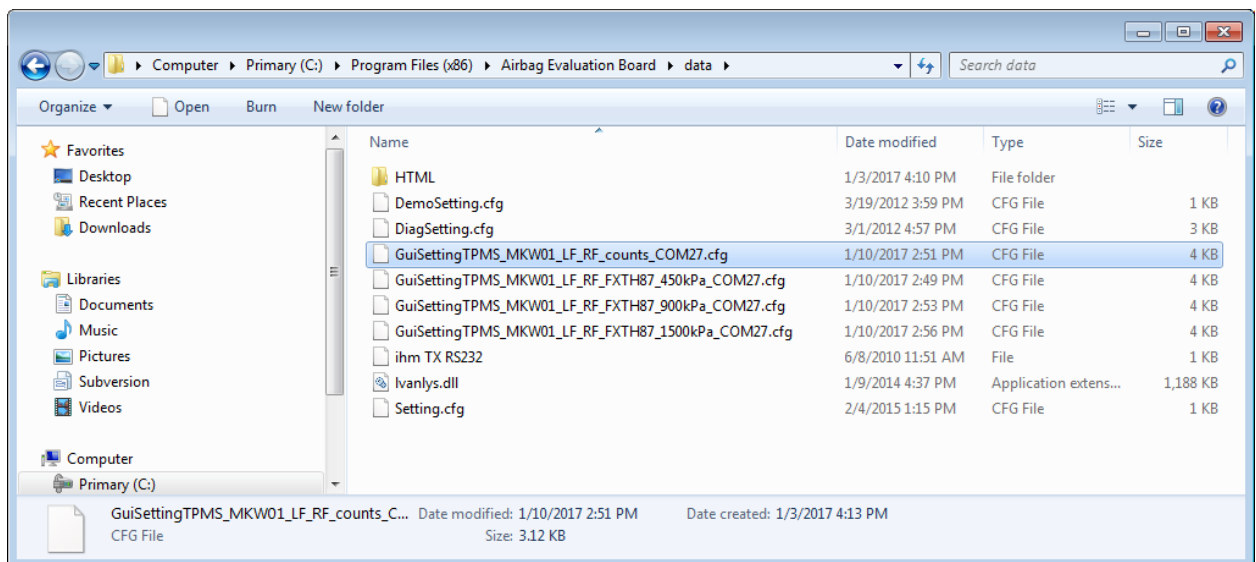 Computer Primary (C:) Program Files (x86) Airbag Evaluation Board data Search data
Organize Open Burn New folder
Favorites
Desktop
Recent Places
Downloads
Libraries
Documents
Music
Pictures
Subversion
Videos
Computer
Primary (C:)
Name Date modified Type Size
HTML 1/3/2017 4:10 PM File folder
DemoSetting.cfg 3/19/2012 3:59 PM CFG File 1 KB
DiagSetting.cfg 3/1/2012 4:57 PM CFG File 3 KB
GuiSettingTPMS_MKW01_LF_RF_counts_COM27.cfg 1/10/2017 2:51 PM CFG File 4 KB
GuiSettingTPMS_MKW01_LF_RF_FXTH87_450kPa_COM27.cfg 1/10/2017 2:49 PM CFG File 4 KB
GuiSettingTPMS_MKW01_LF_RF_FXTH87_900kPa_COM27.cfg 1/10/2017 2:53 PM CFG File 4 KB
GuiSettingTPMS_MKW01_LF_RF_FXTH87_1500kPa_COM27.cfg 1/10/2017 2:56 PM CFG File 4 KB
ihm TX RS232 6/8/2010 11:51 AM File 1 KB
lvanlys.dll 1/9/2014 4:37 PM Application extens... 1,188 KB
Setting.cfg 2/4/2015 1:15 PM CFG File 1 KB
GuiSettingTPMS_MKW01_LF_RF_counts_C... Date modified: 1/10/2017 2:51 PM Date created: 1/3/2017 4:13 PM
CFG File Size: 3.12 KB